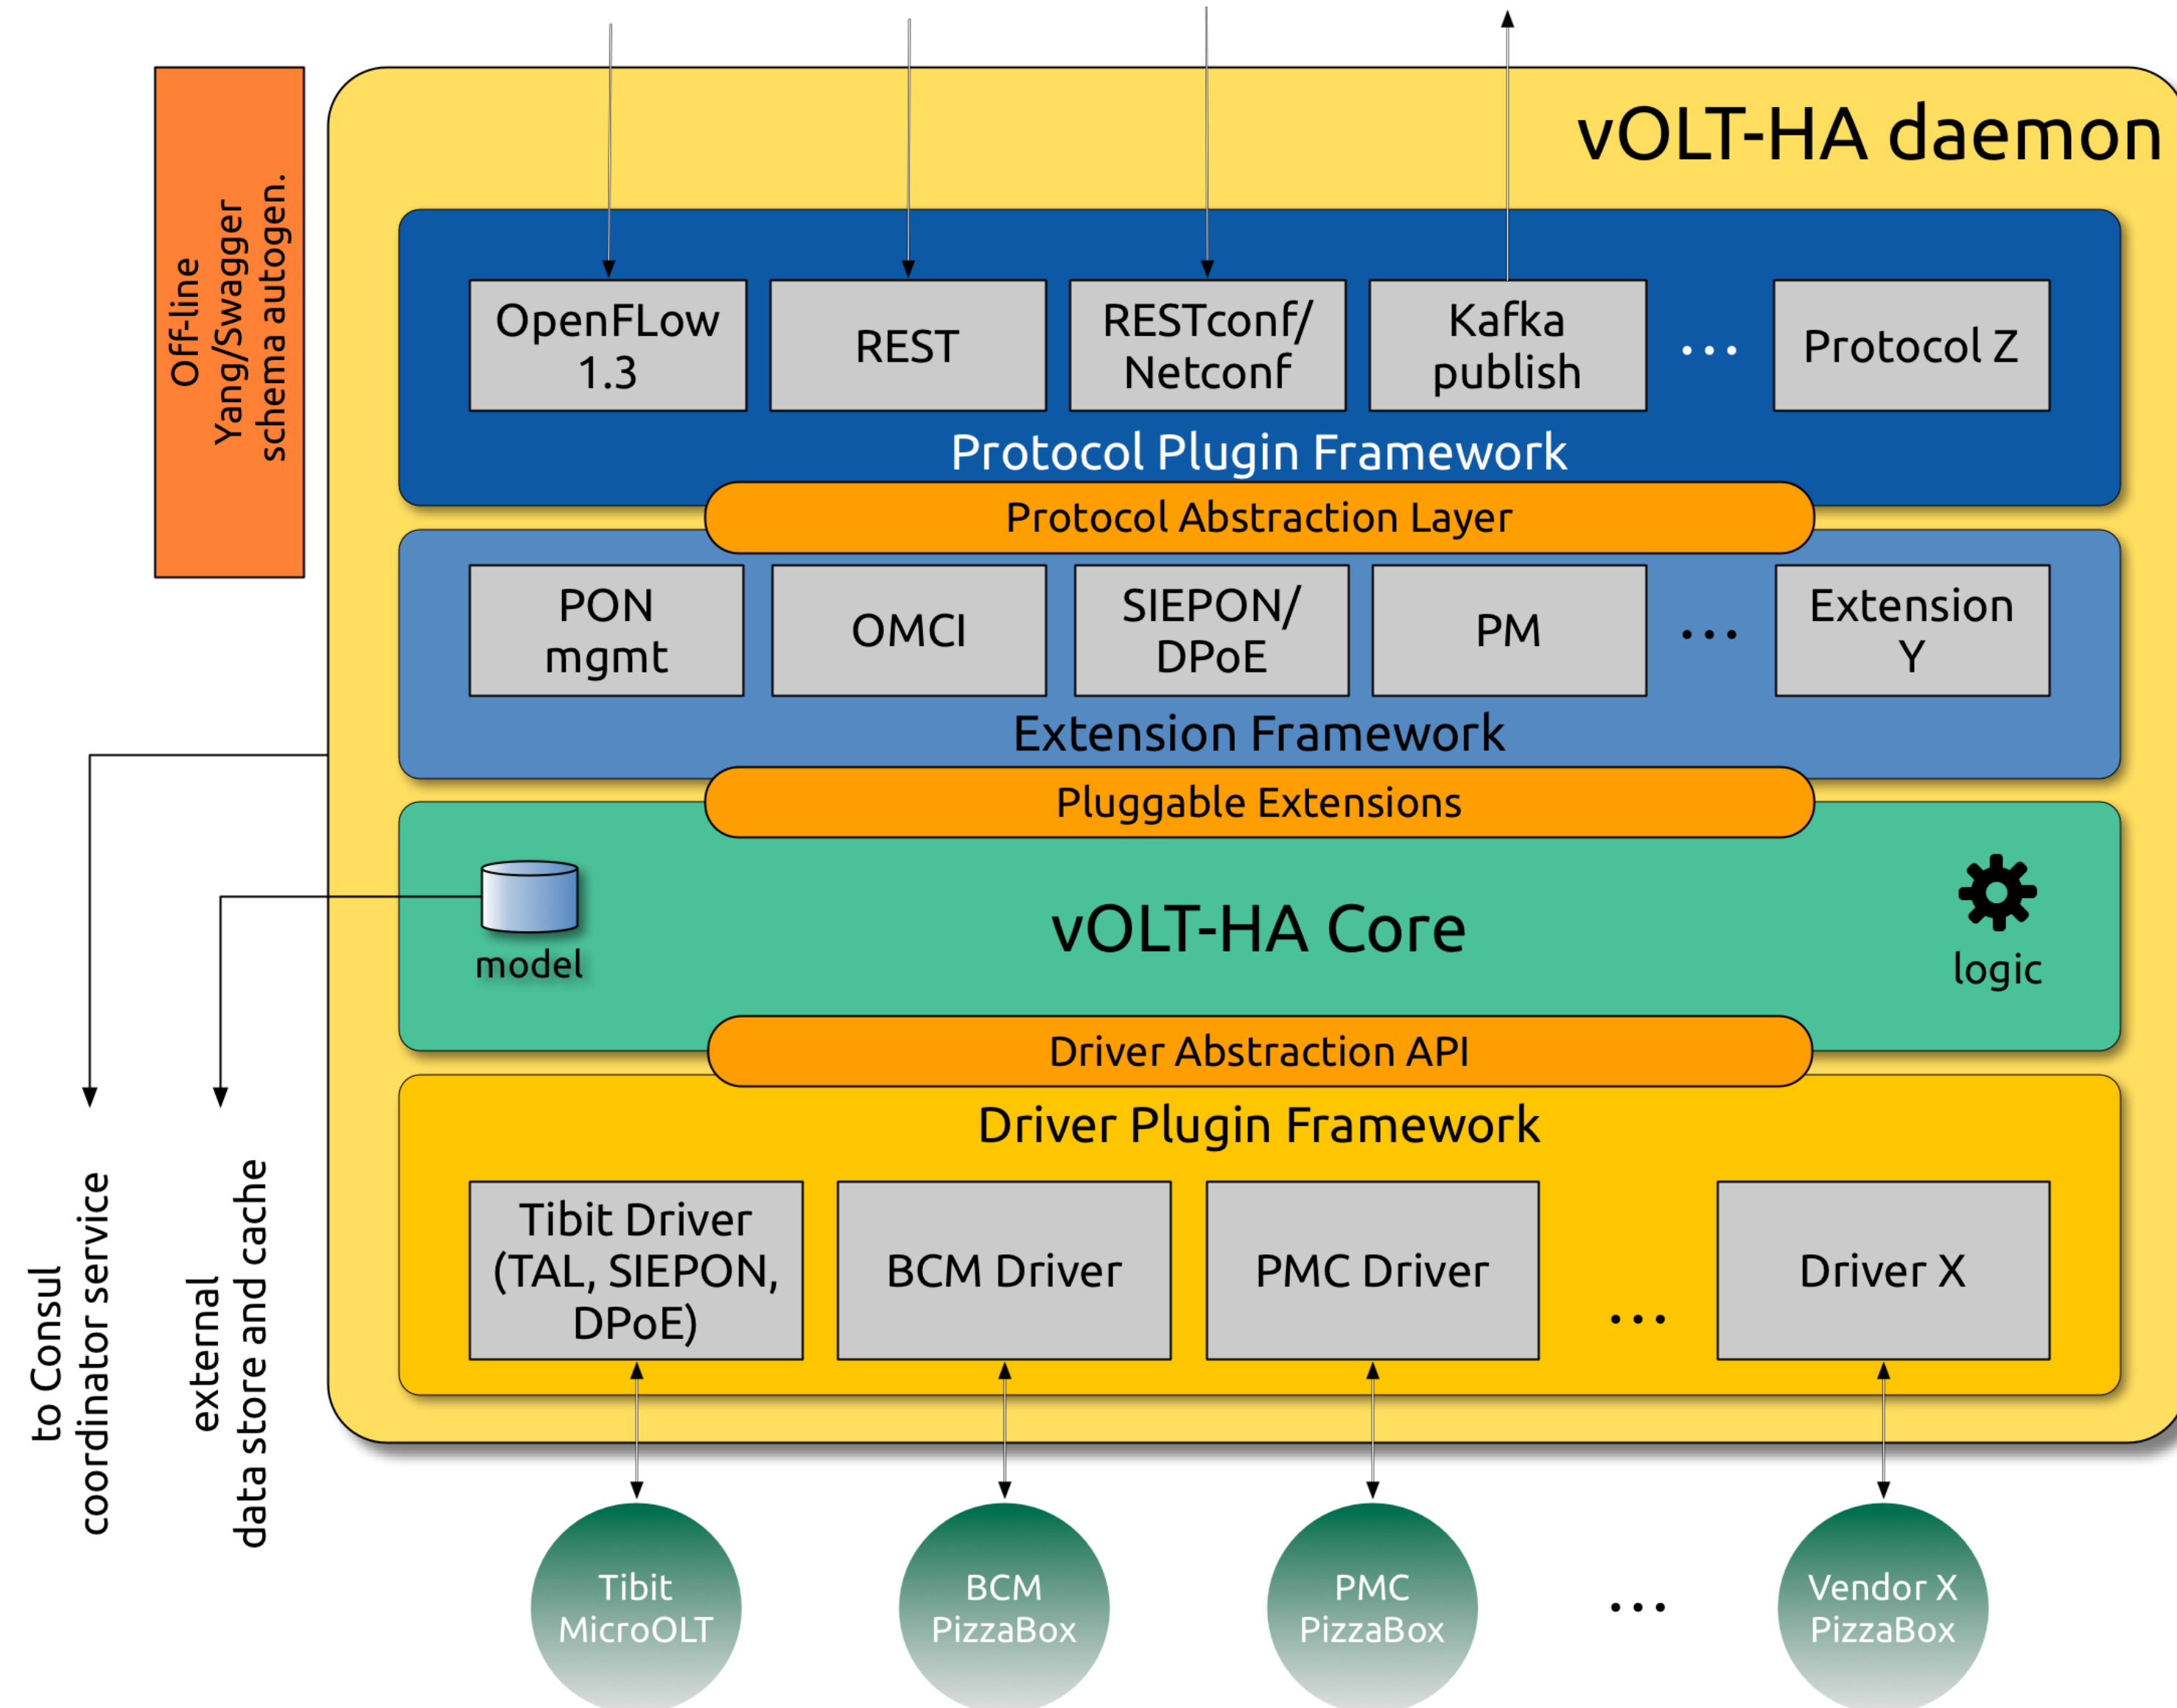 vOLT-HA daemon
Off-line
Yang/Swagger
schema autogen.
OpenFLow
1.3
REST
RESTconf/
Netconf
Kafka
publish
...
Protocol Z
Protocol Plugin Framework
Protocol Abstraction Layer
PON
mgmt
OMCI
SIEPON/
DPoE
PM
...
Extension
Y
Extension Framework
Pluggable Extensions
model
vOLT-HA Core
logic
Driver Abstraction API
Driver Plugin Framework
Tibit Driver
(TAL, SIEPON,
DPoE)
BCM Driver
PMC Driver
...
Driver X
to Consul
coordinator service
external
data store and cache
Tibit
MicroOLT
BCM
PizzaBox
PMC
PizzaBox
...
Vendor X
PizzaBox